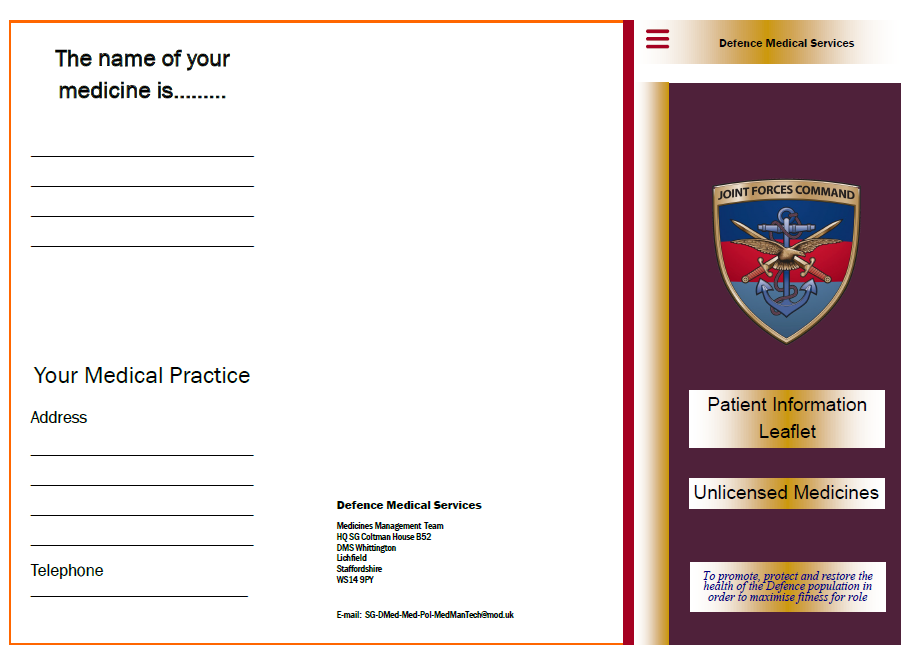 The name of your
medicine is.........
Your Medical Practice
Address
Telephone
Defence Medical Services
Medicines Management Team
HQ SG Coltman House B52
DMS Whittington
Lichfield
Staffordshire
WS14 9PY
E-mail: SG-DMed-Med-Pol-MedManTech@mod.uk
Defence Medical Services
JOINT FORCES COMMAND
Patient Information
Leaflet
Unlicensed Medicines
To promote, protect and restore the
health of the Defence population in
order to maximise fitness for role